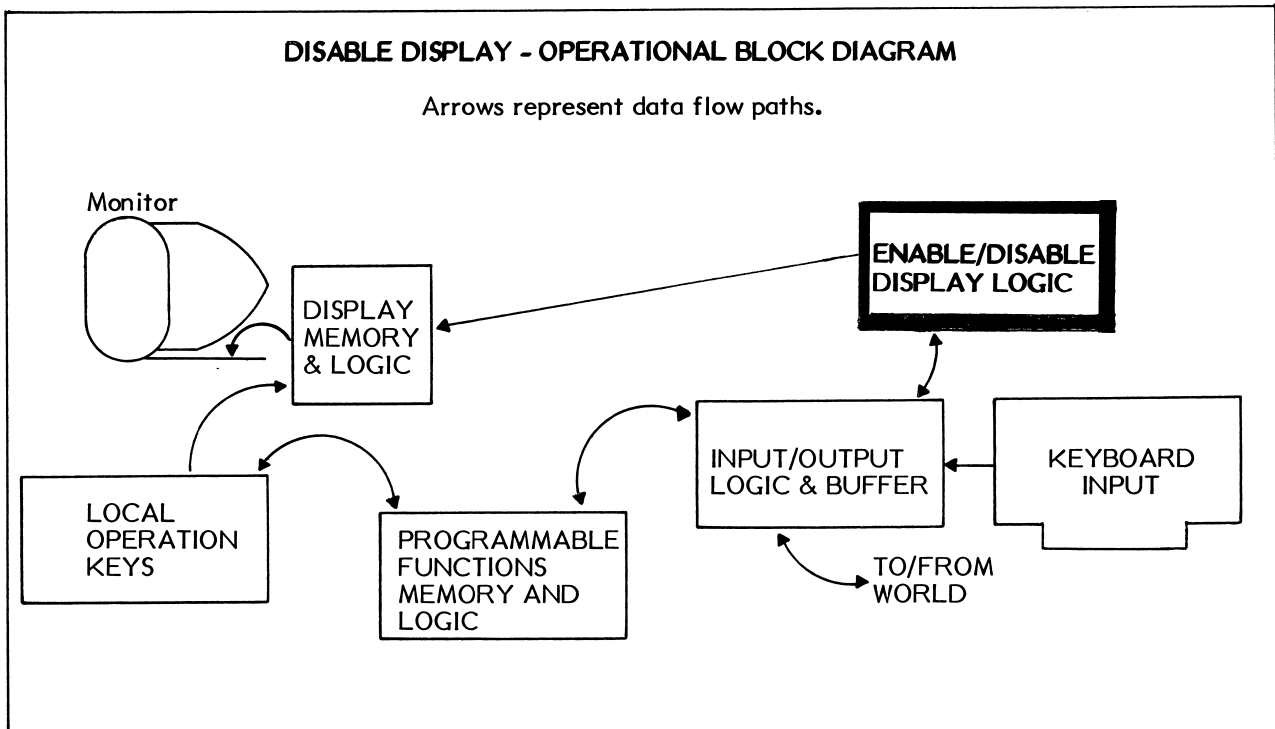 DISABLE DISPLAY - OPERATIONAL BLOCK DIAGRAM
Arrows represent data flow paths.
Monitor
ENABLE/DISABLE
DISPLAY LOGIC
DISPLAY
MEMORY
& LOGIC
INPUT/OUTPUT
LOGIC & BUFFER
KEYBOARD
INPUT
LOCAL
OPERATION
KEYS
PROGRAMMABLE
FUNCTIONS
MEMORY AND
LOGIC
TO/FROM
WORLD